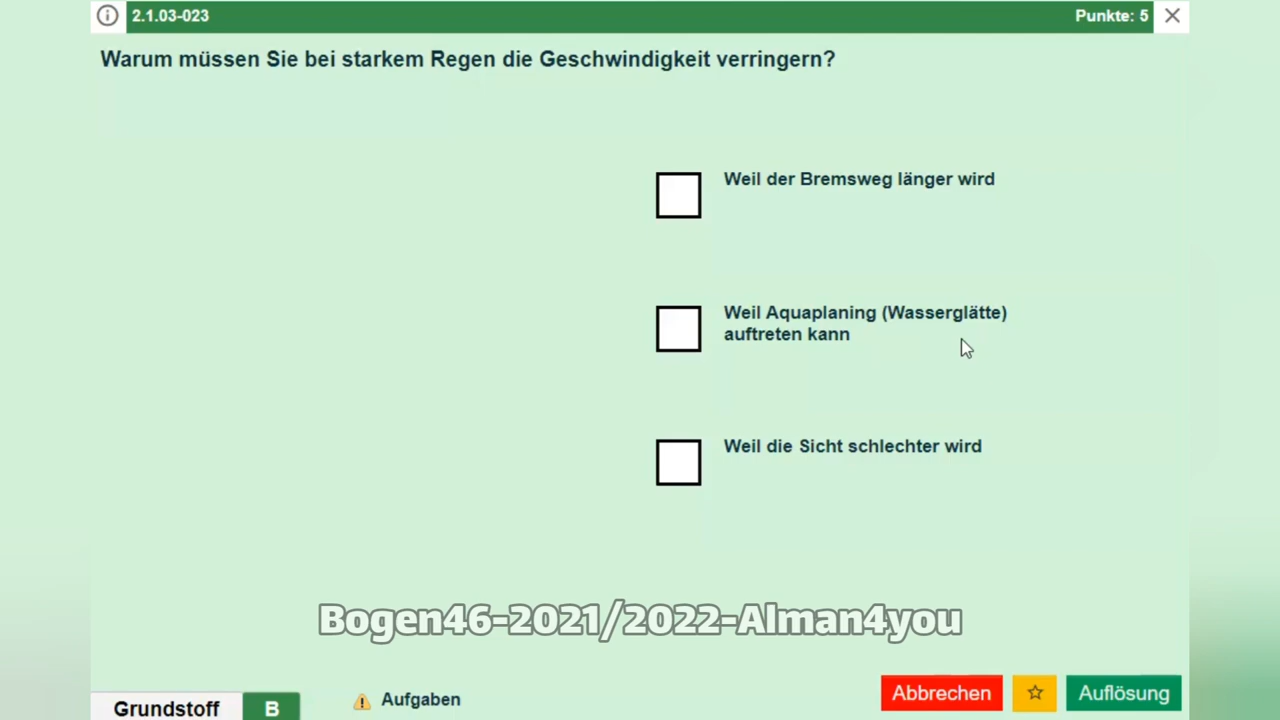 2.1.03-023
Punkte: 5
Warum müssen Sie bei starkem Regen die Geschwindigkeit verringern?
Weil der Bremsweg länger wird
Weil Aquaplaning (Wasserglätte)
auftreten kann
Weil die Sicht schlechter wird
Bogen46-2021/2022-Alman4you
Grundstoff
B
Aufgaben
Abbrechen
Auflösung